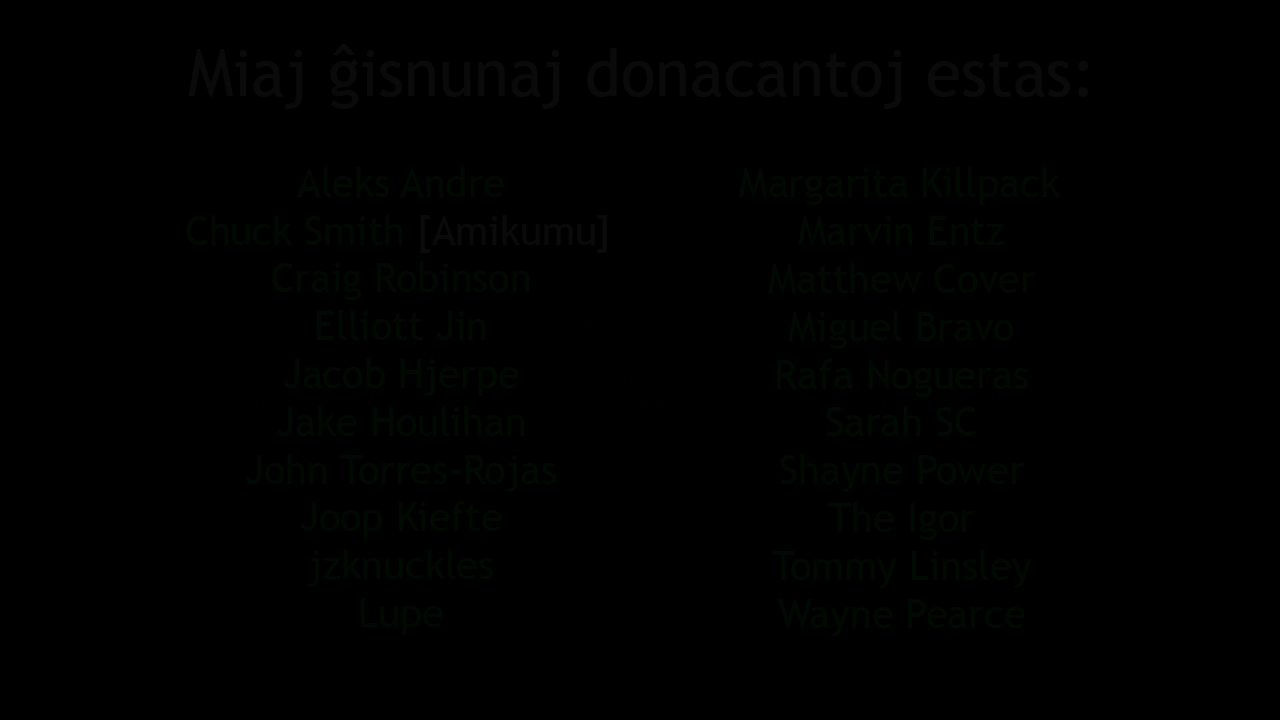 Miaj ĝisnunaj donacantoj estas:
Aleks Andre
Chuck Smith [Amikumu]
Craig Robinson
Elliott Jin
Jacob Hjerpe
Jake Houlihan
John Torres-Rojas
Joop Kiefte
jzknuckles
Lupe
Margarita Killpack
Marvin Entz
Matthew Cover
Miguel Bravo
Rafa Nogueras
Sarah SC
Shayne Power
The Igor
Tommy Linsley
Wayne Pearce